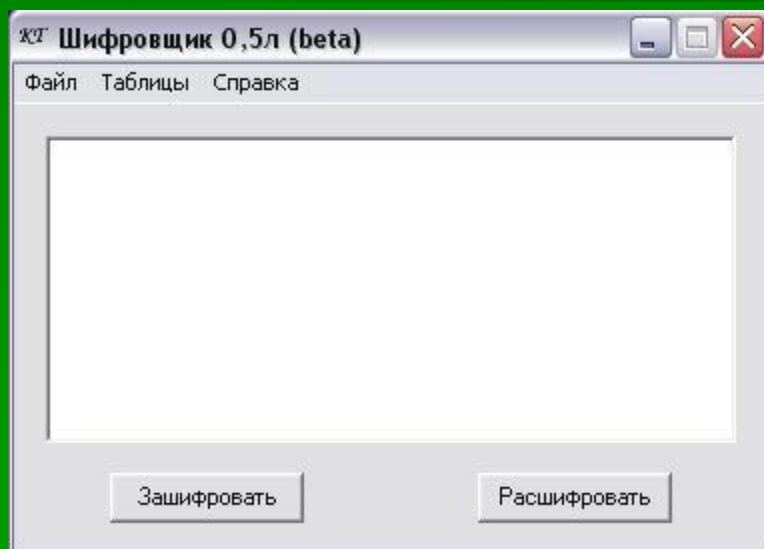 КТ Шифровщик 0,5л (beta)
Файл Таблицы Справка
Зашифровать Расшифровать